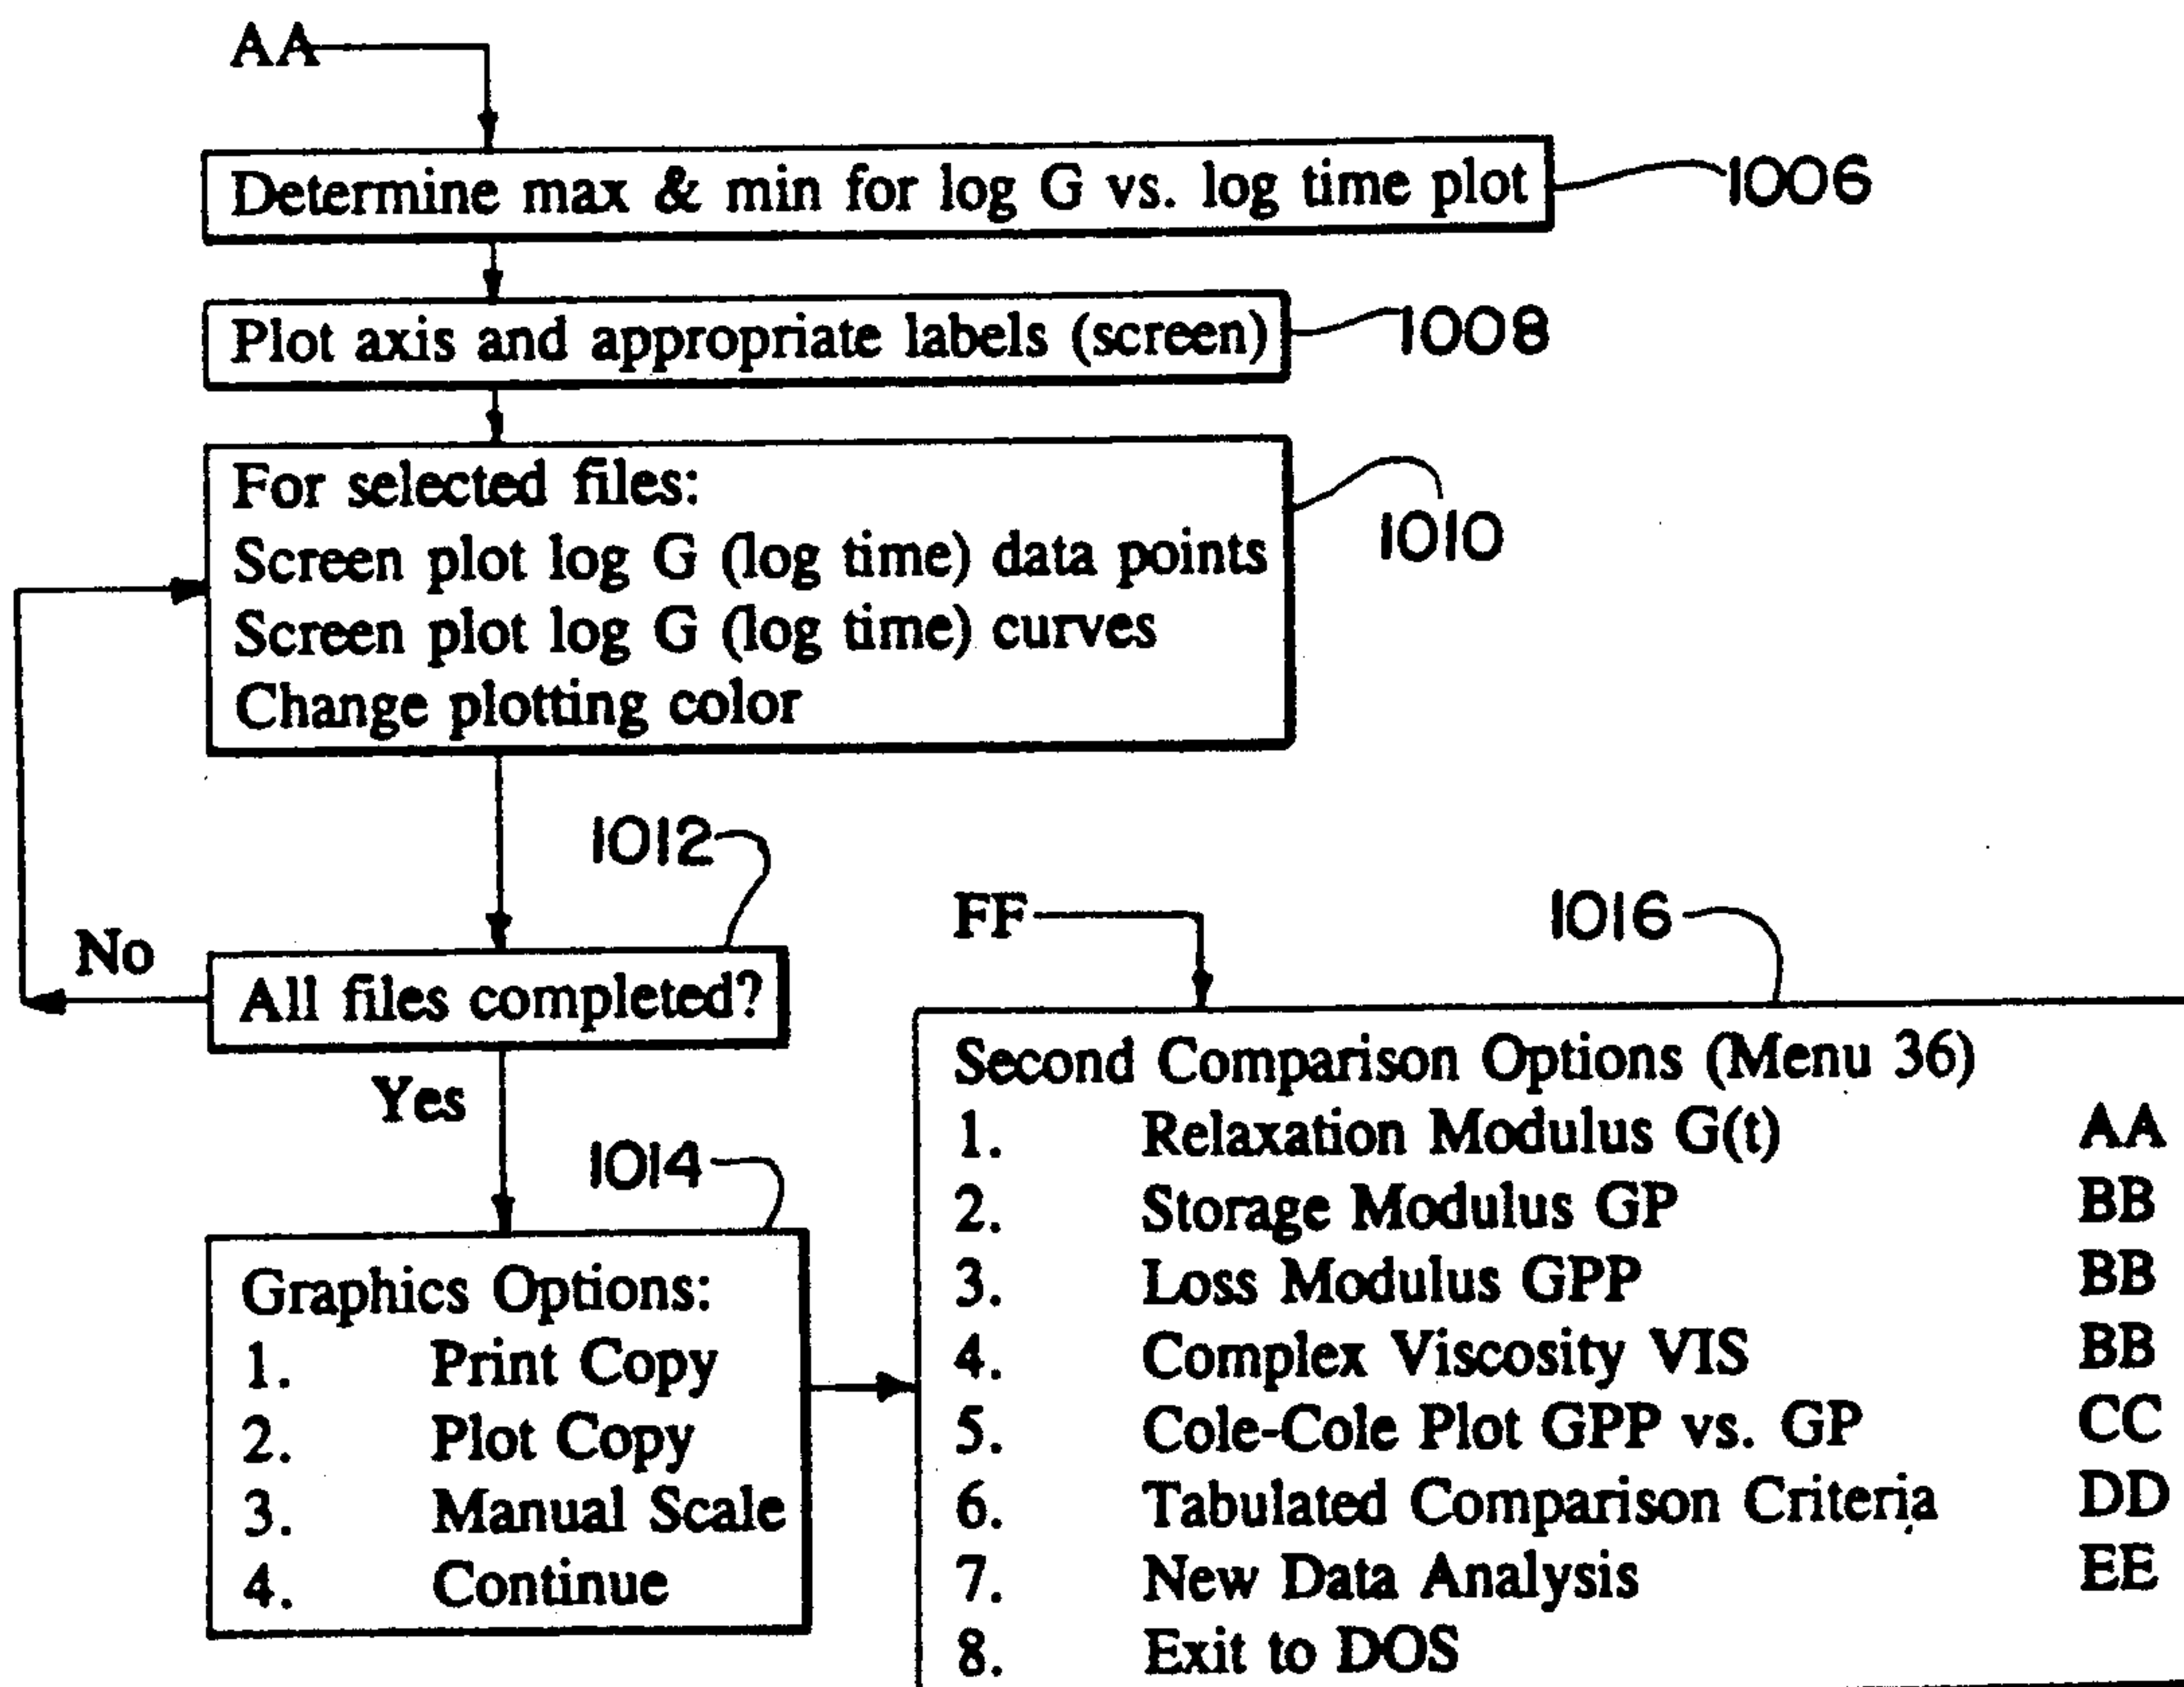 AA
Determine max & min for log G vs. log time plot
1006
Plot axis and appropriate labels (screen)
1008
For selected files:
Screen plot log G (log time) data points
Screen plot log G (log time) curves
Change plotting color
1010
1012
No
All files completed?
Yes
1014
Graphics Options:
1. Print Copy
2. Plot Copy
3. Manual Scale
4. Continue
FF
1016
Second Comparison Options (Menu 36)
1. Relaxation Modulus G(t) AA
2. Storage Modulus GP BB
3. Loss Modulus GPP BB
4. Complex Viscosity VIS BB
5. Cole-Cole Plot GPP vs. GP CC
6. Tabulated Comparison Criteria DD
7. New Data Analysis EE
8. Exit to DOS